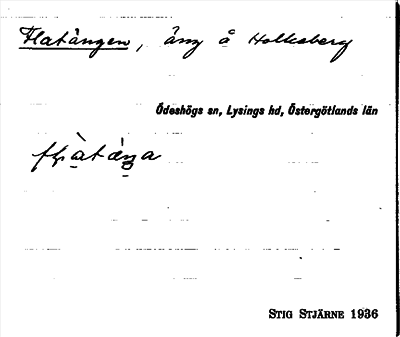 Flatängen, äng å Holkaberg
Ödeshögs sn, Lysings hd, Östergötlands län
STIG STJÄRNE 1936